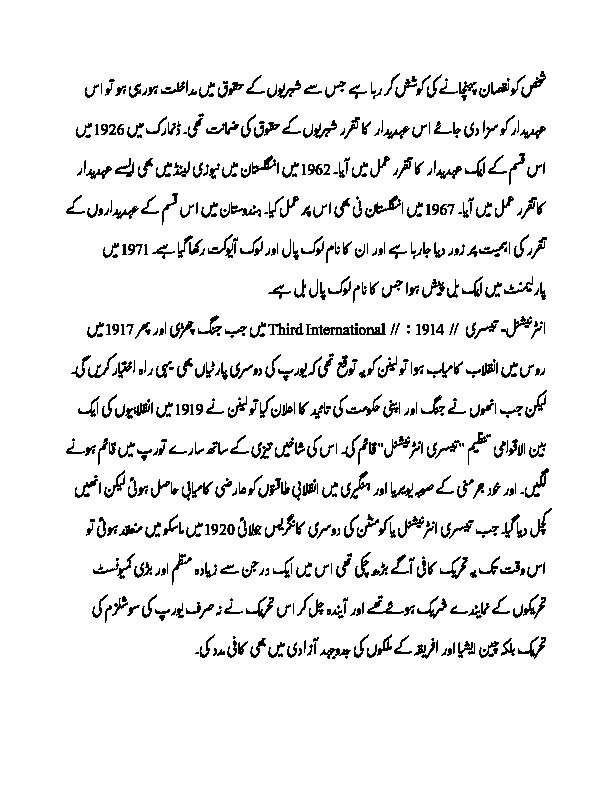 شخص کو نقصان پہنچانے کی کوشش کر رہا ہے جس سے شہریوں کے حقوق میں مداخلت ہورہی ہو تو اس
عہدیدار کو سزا دی جائے اس عہدیدار کا تقرر شہریوں کے حقوق کی ضمانت تھی۔ ڈنمارک میں 1926 میں
اس قسم کے ایک عہدیدار کا تقرر عمل میں آیا۔ 1962 میں انگلستان میں نیوزی لینڈ میں بھی ایسے عہدیدار
کا تقرر عمل میں آیا۔ 1967 میں انگلستان نی بھی اس پر عمل کیا۔ ہندوستان میں اس قسم کے عہدیداروں کے
تقرر کی اہمیت پر زور دیا جارہا ہے اور ان کا نام لوک پال اور لوک آیوکت رکھا گیا ہے۔ 1971 میں
پارلیمنٹ میں ایک بل پیش ہوا جس کا نام لوک پال بل ہے۔
انٹرنیشنل۔ تیسری // Third International // : 1914 میں جب جنگ چھڑی اور پھر 1917 میں
روس میں انقلاب کامیاب ہوا تو لینن کو یہ توقع تھی کہ یورپ کی دوسری پارٹیاں بھی یہی راہ اختیار کریں گی۔
لیکن جب انھوں نے جنگ اور اپنی حکومت کی تائید کا اعلان کیا تو لینن نے 1919 میں انقلابیوں کی ایک
بین الاقوامی تنظیم "تیسری انٹرنیشنل" قائم کی۔ اس کی شاخیں تیزی کے ساتھ سارے یورپ میں قائم ہونے
لگیں۔ اور خود جرمنی کے صوبہ بویریا اور ہنگیری میں انقلابی طاقتوں کو عارضی کامیابی حاصل ہوئی لیکن انھیں
کچل دیا گیا۔ جب تیسری انٹرنیشنل یا کومنٹرن کی دوسری کانگریس جولائی 1920 میں ماسکو میں منعقد ہوئی تو
اس وقت تک یہ تحریک کافی آگے بڑھ چکی تھی اس میں ایک درجن سے زیادہ منظم اور بڑی کمیونسٹ
تحریکوں کے نمایندے شریک ہوئے تھے اور آیندہ چل کر اس تحریک نے نہ صرف یورپ کی سوشلزم کی
تحریک بلکہ چین ایشیا اور افریقہ کے ملکوں کی جدوجہد آزادی میں بھی کافی مدد کی۔